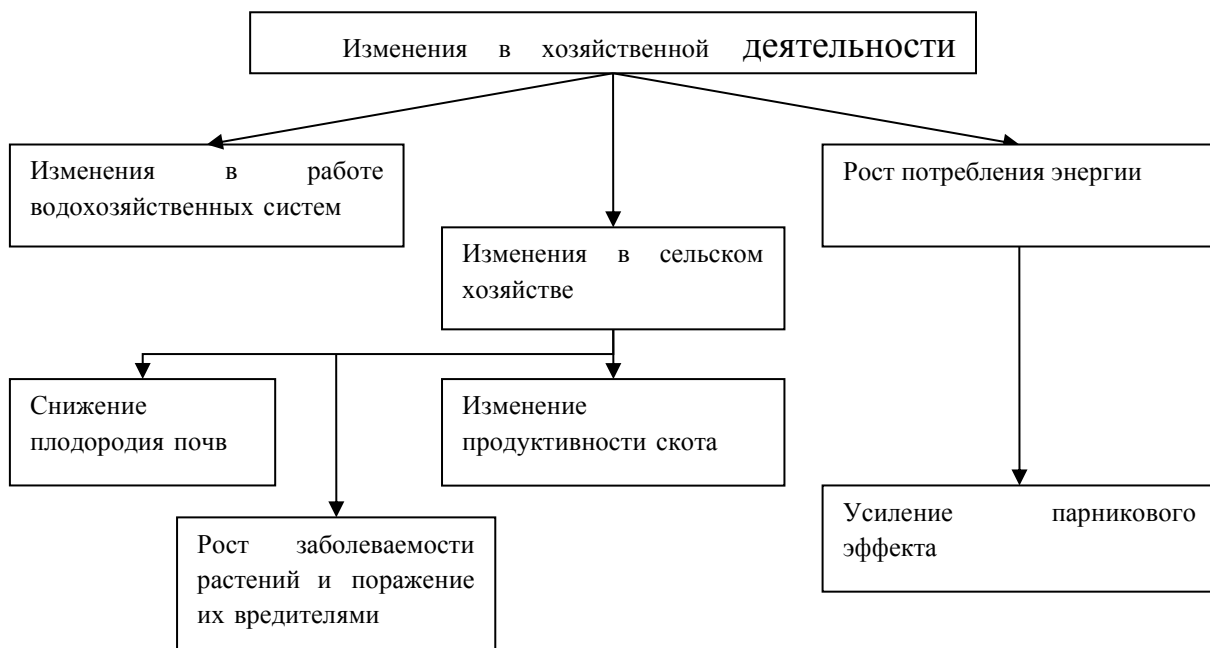 Изменения в хозяйственной деятельности
Изменения в работе
водохозяйственных систем
Рост потребления энергии
Изменения в сельском
хозяйстве
Снижение
плодородия почв
Изменение
продуктивности скота
Усиление парникового
эффекта
Рост заболеваемости
растений и поражение
их вредителями